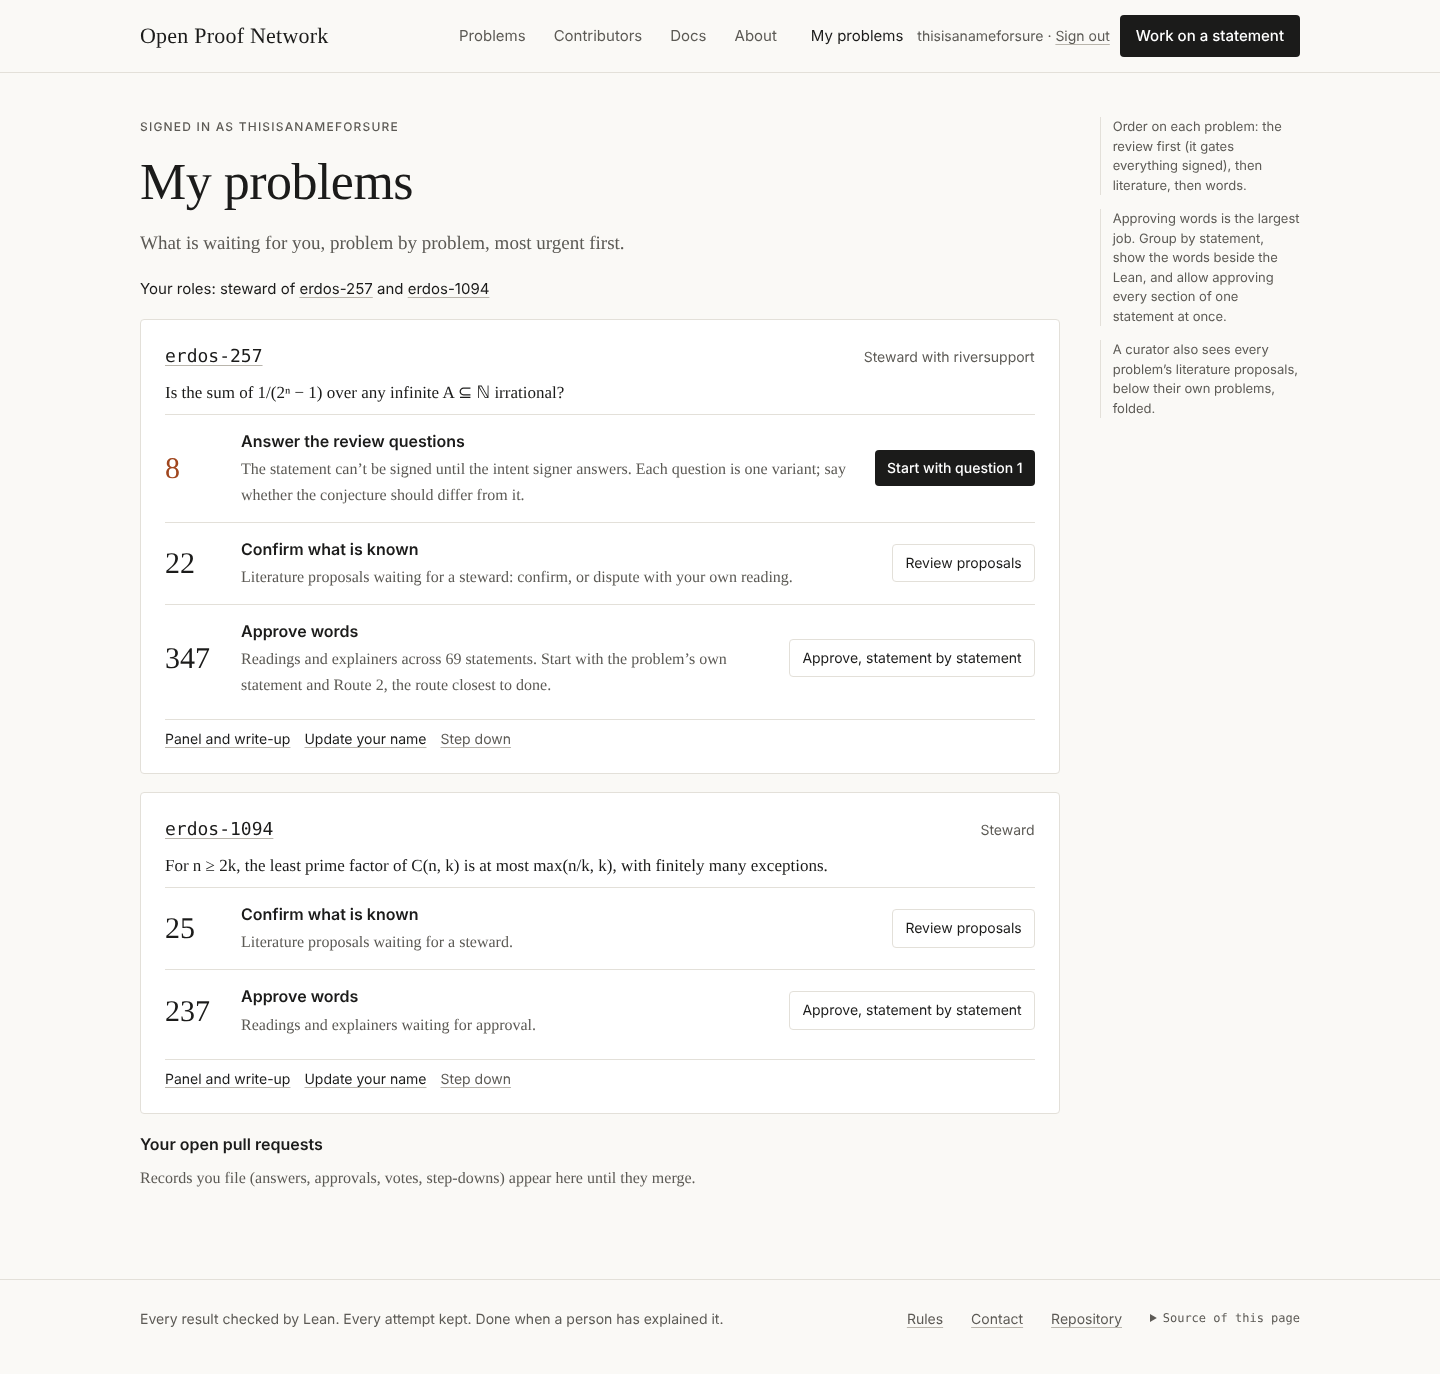 Open Proof Network
Problems Contributors Docs About My problems thisisanameforsure · Sign out Work on a statement
SIGNED IN AS THISISANAMEFORSURE
My problems
What is waiting for you, problem by problem, most urgent first.
Your roles: steward of erdos-257 and erdos-1094
erdos-257
Steward with riversupport
Is the sum of 1/(2ⁿ − 1) over any infinite A ⊆ ℕ irrational?
8
Answer the review questions
The statement can’t be signed until the intent signer answers. Each question is one variant; say
whether the conjecture should differ from it.
Start with question 1
22
Confirm what is known
Literature proposals waiting for a steward: confirm, or dispute with your own reading.
Review proposals
347
Approve words
Readings and explainers across 69 statements. Start with the problem’s own
statement and Route 2, the route closest to done.
Approve, statement by statement
Panel and write-up Update your name Step down
erdos-1094
Steward
For n ≥ 2k, the least prime factor of C(n, k) is at most max(n/k, k), with finitely many exceptions.
25
Confirm what is known
Literature proposals waiting for a steward.
Review proposals
237
Approve words
Readings and explainers waiting for approval.
Approve, statement by statement
Panel and write-up Update your name Step down
Your open pull requests
Records you file (answers, approvals, votes, step-downs) appear here until they merge.
Order on each problem: the
review first (it gates
everything signed), then
literature, then words.
Approving words is the largest
job. Group by statement,
show the words beside the
Lean, and allow approving
every section of one
statement at once.
A curator also sees every
problem’s literature proposals,
below their own problems,
folded.
Every result checked by Lean. Every attempt kept. Done when a person has explained it.
Rules Contact Repository ▶ Source of this page